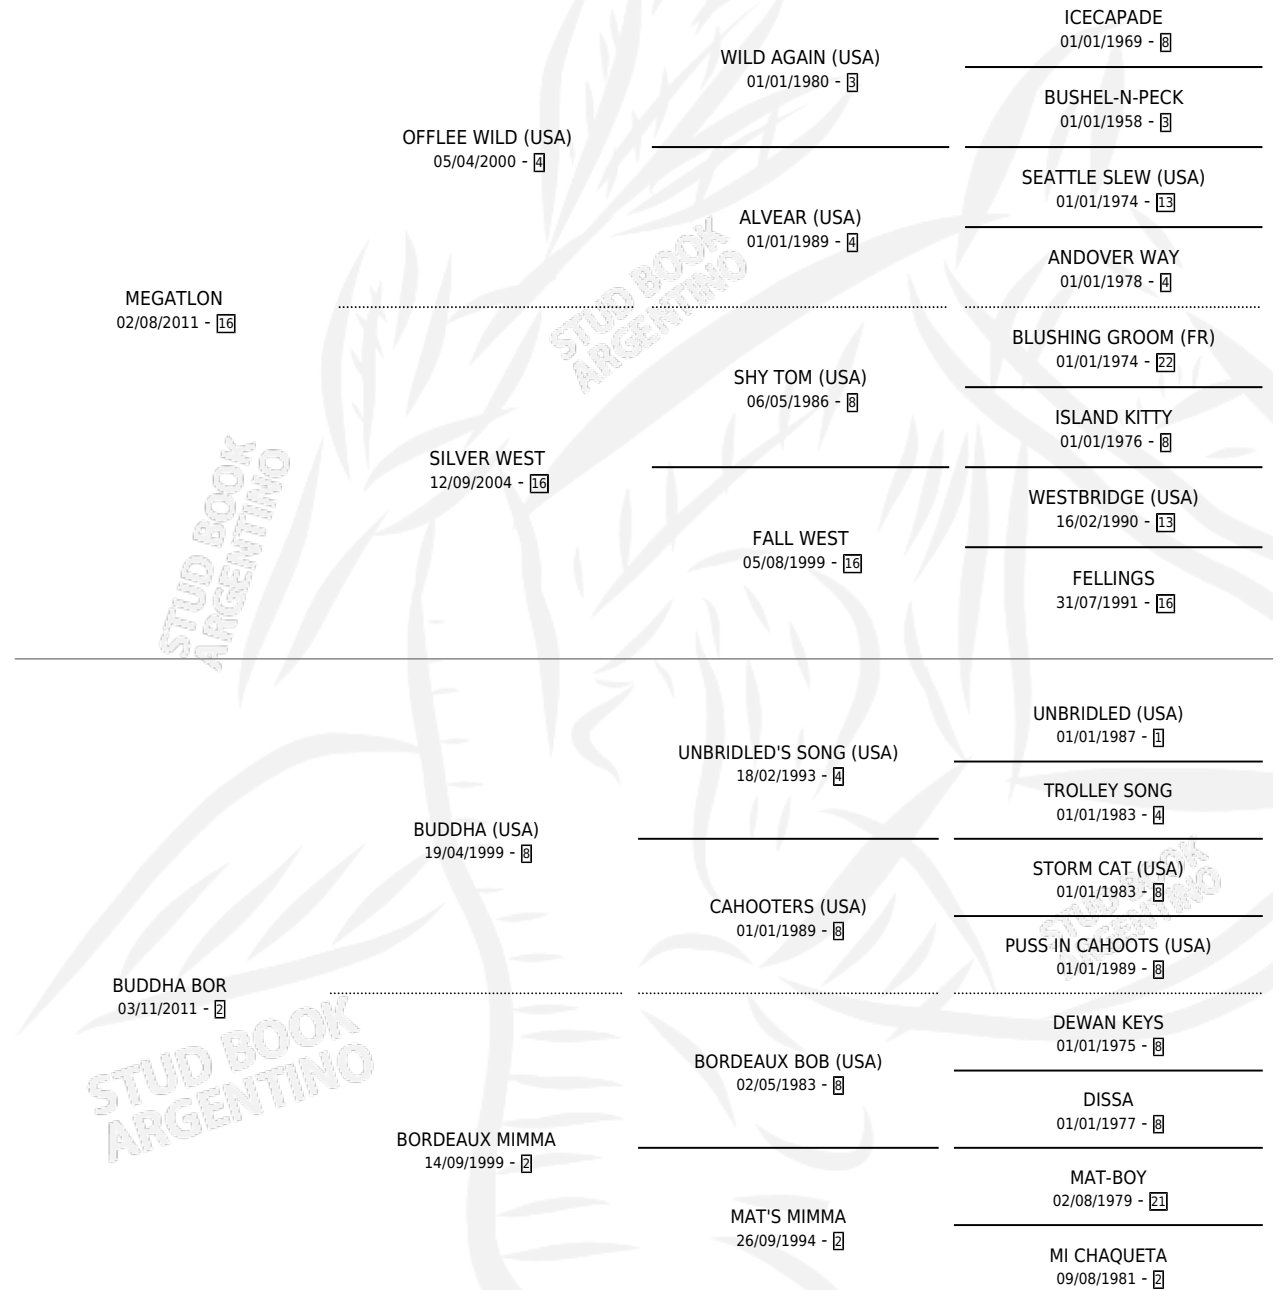 ICECAPADE
01/01/1969 - 8
WILD AGAIN (USA)
01/01/1980 - 3
BUSHEL-N-PECK
01/01/1958 - 3
OFFLEE WILD (USA)
05/04/2000 - 4
SEATTLE SLEW (USA)
01/01/1974 - 13
ALVEAR (USA)
01/01/1989 - 4
ANDOVER WAY
01/01/1978 - 4
MEGATLON
02/08/2011 - 16
STUD BOOK
ARGENTINO
BLUSHING GROOM (FR)
01/01/1974 - 22
SHY TOM (USA)
06/05/1986 - 8
ISLAND KITTY
01/01/1976 - 8
SILVER WEST
12/09/2004 - 16
WESTBRIDGE (USA)
16/02/1990 - 13
FALL WEST
05/08/1999 - 16
FELLINGS
31/07/1991 - 16
STUD BOOK
ARGENTINO
UNBRIDLED (USA)
01/01/1987 - 1
UNBRIDLED'S SONG (USA)
18/02/1993 - 4
TROLLEY SONG
01/01/1983 - 4
BUDDHA (USA)
19/04/1999 - 8
STORM CAT (USA)
01/01/1983 - 8
CAHOOTERS (USA)
01/01/1989 - 8
STUD BOOK
ARGENTINO
PUSS IN CAHOOTS (USA)
01/01/1989 - 8
BUDDHA BOR
03/11/2011 - 2
STUD BOOK
ARGENTINO
DEWAN KEYS
01/01/1975 - 8
BORDEAUX BOB (USA)
02/05/1983 - 8
DISSA
01/01/1977 - 8
BORDEAUX MIMMA
14/09/1999 - 2
MAT-BOY
02/08/1979 - 21
MAT'S MIMMA
26/09/1994 - 2
MI CHAQUETA
09/08/1981 - 2